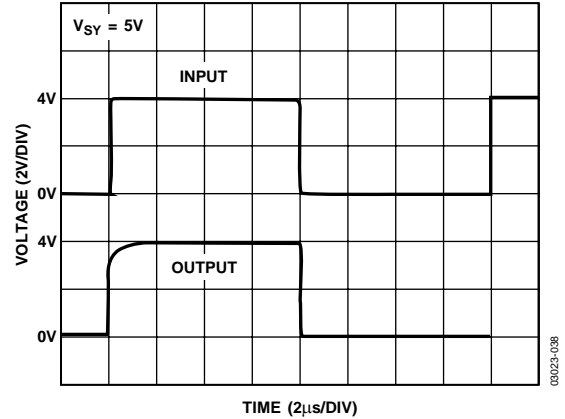 V_SY = 5V
INPUT
4V
0V
4V
OUTPUT
0V
VOLTAGE (2V/DIV)
TIME (2μs/DIV)
03023-038